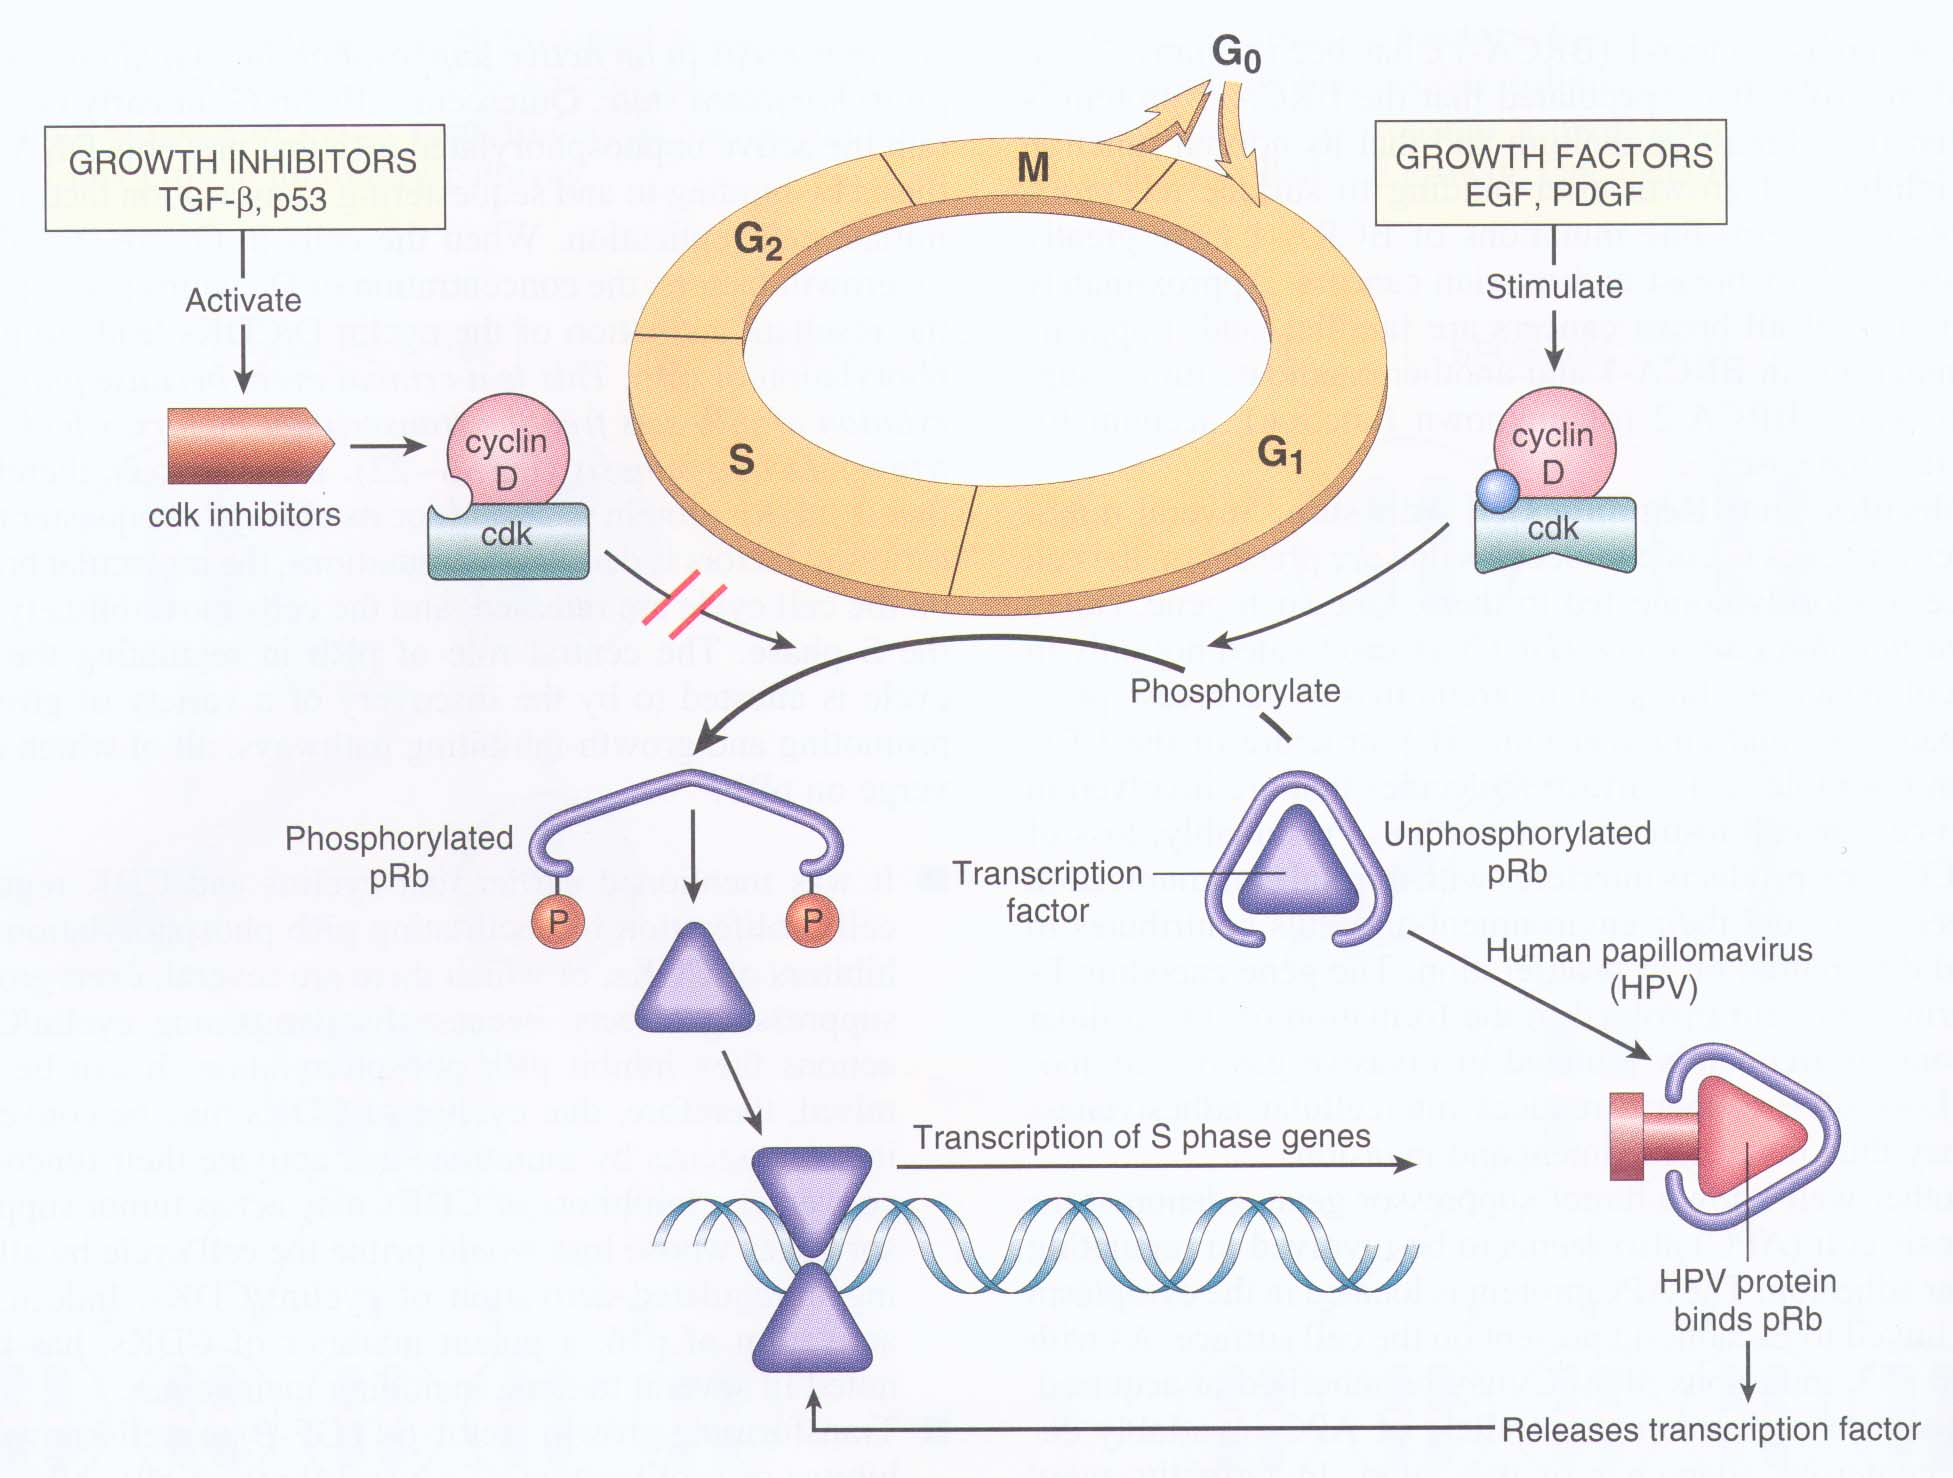 G0
GROWTH INHIBITORS
TGF-β, p53
GROWTH FACTORS
EGF, PDGF
M
G2
S
G1
Activate
Stimulate
cdk inhibitors
cyclin
D
cdk
cyclin
D
cdk
Phosphorylate
Phosphorylated
pRb
P
P
Transcription
factor
Unphosphorylated
pRb
Human papillomavirus
(HPV)
Transcription of S phase genes
HPV protein
binds pRb
Releases transcription factor